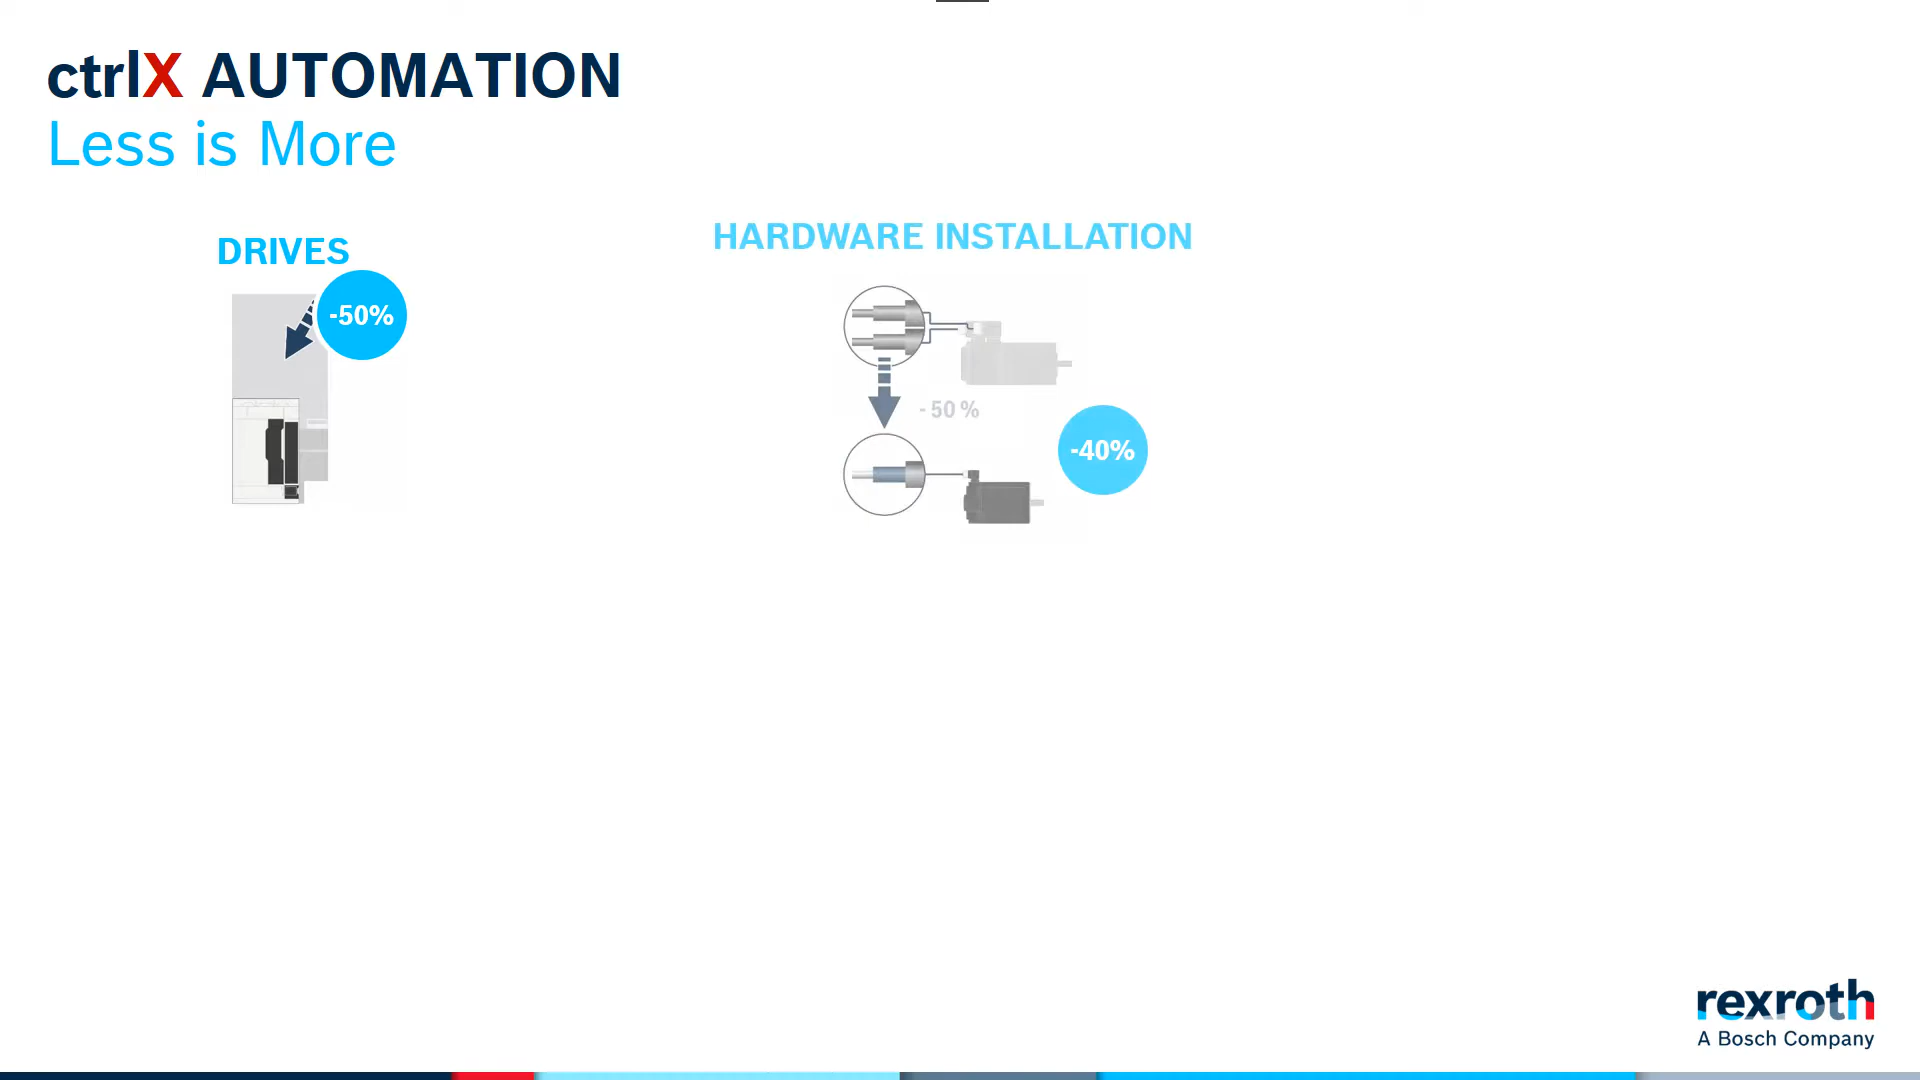 ctrlX AUTOMATION
Less is More
DRIVES
-50%
HARDWARE INSTALLATION
- 50 %
-40%
rexroth
A Bosch Company